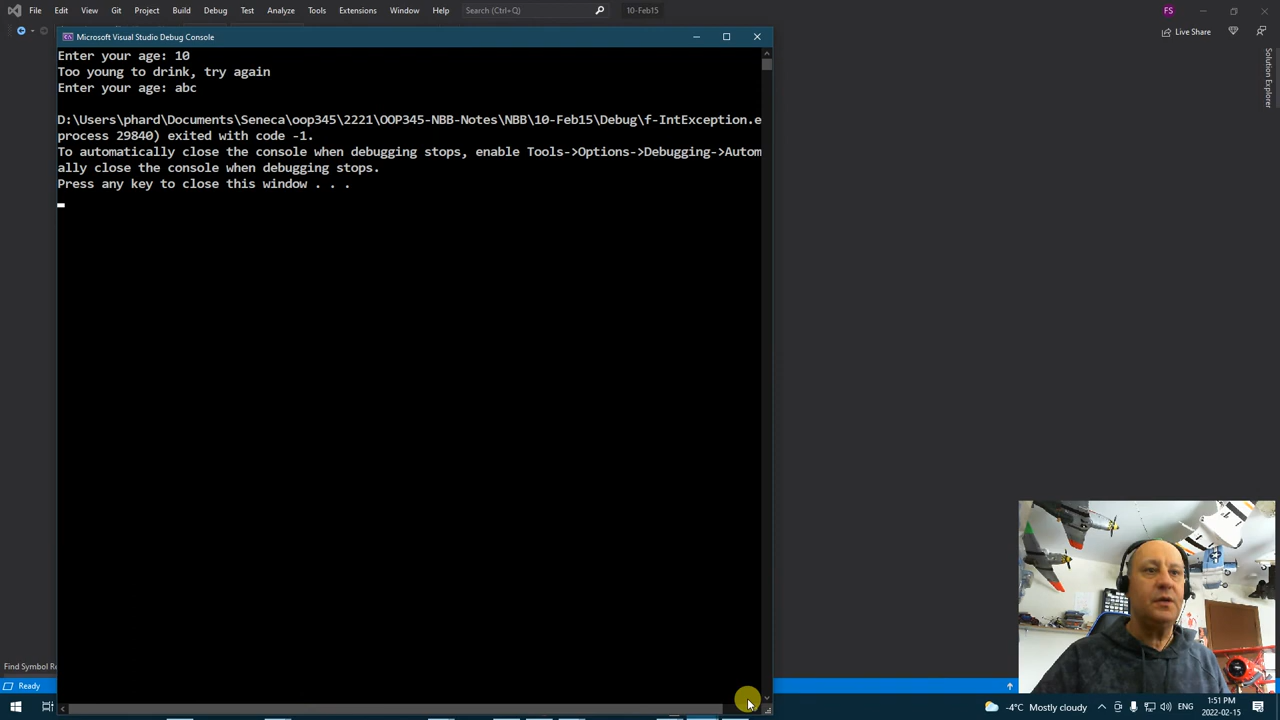 File Edit View Git Project Build Debug Test Analyze Tools Extensions Window Help Search (Ctrl+Q) 10-Feb15 FS
Live Share
Microsoft Visual Studio Debug Console
Enter your age: 10
Too young to drink, try again
Enter your age: abc
D:\Users\phard\Documents\Seneca\oop345\2221\OOP345-NBB-Notes\NBB\10-Feb15\Debug\f-IntException.e
process 29840) exited with code -1.
To automatically close the console when debugging stops, enable Tools->Options->Debugging->Autom
ally close the console when debugging stops.
Press any key to close this window . . .
Solution Explorer
Find Symbol Re
Ready
-4°C Mostly cloudy ENG 1:51 PM
2022-02-15